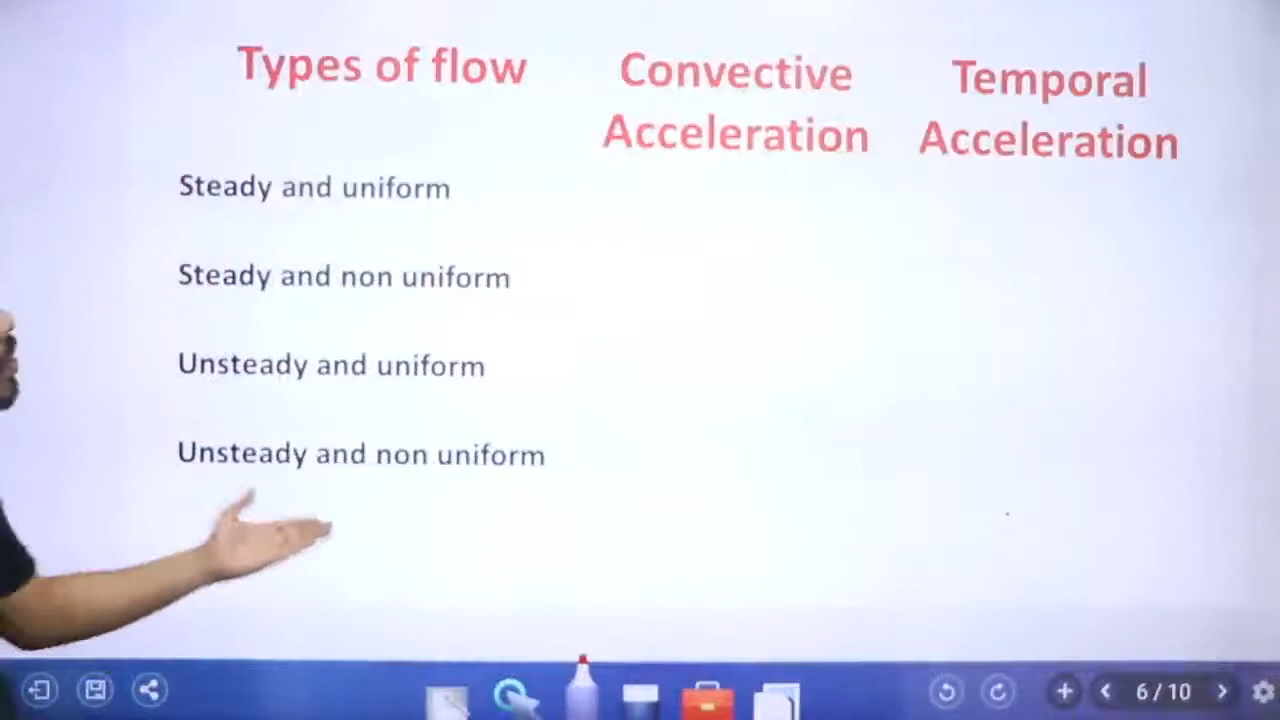 Types of flow
Convective
Acceleration
Temporal
Acceleration
Steady and uniform
Steady and non uniform
Unsteady and uniform
Unsteady and non uniform
6 / 10